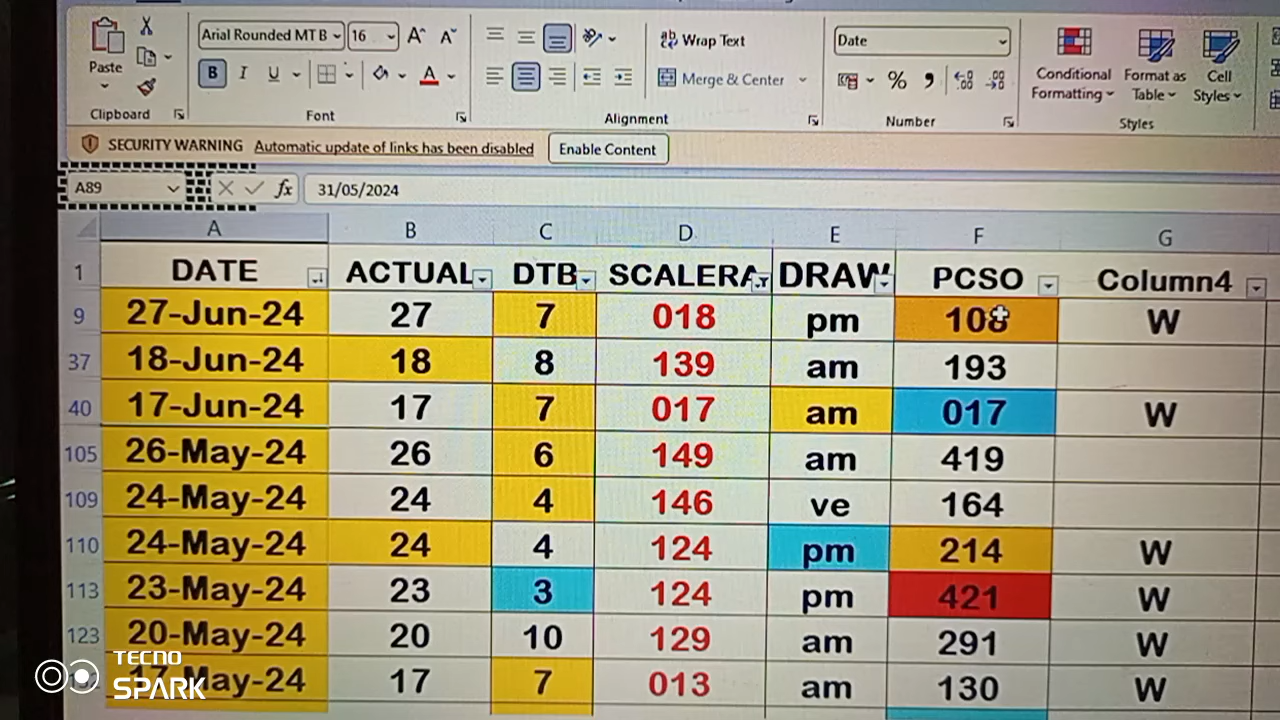 Arial Rounded MT B 16 A A ab Wrap Text Date
Paste B I U A Merge & Center % , Conditional Formatting Format as Table Cell Styles
Clipboard Font Alignment Number Styles
SECURITY WARNING Automatic update of links has been disabled Enable Content
A89 fx 31/05/2024
A B C D E F G
1 DATE ACTUAL DTB SCALERA DRAW PCSO Column4
9 27-Jun-24 27 7 018 pm 108 W
37 18-Jun-24 18 8 139 am 193
40 17-Jun-24 17 7 017 am 017 W
105 26-May-24 26 6 149 am 419
109 24-May-24 24 4 146 ve 164
110 24-May-24 24 4 124 pm 214 W
113 23-May-24 23 3 124 pm 421 W
123 20-May-24 20 10 129 am 291 W
17-May-24 17 7 013 am 130 W
TECNO
SPARK